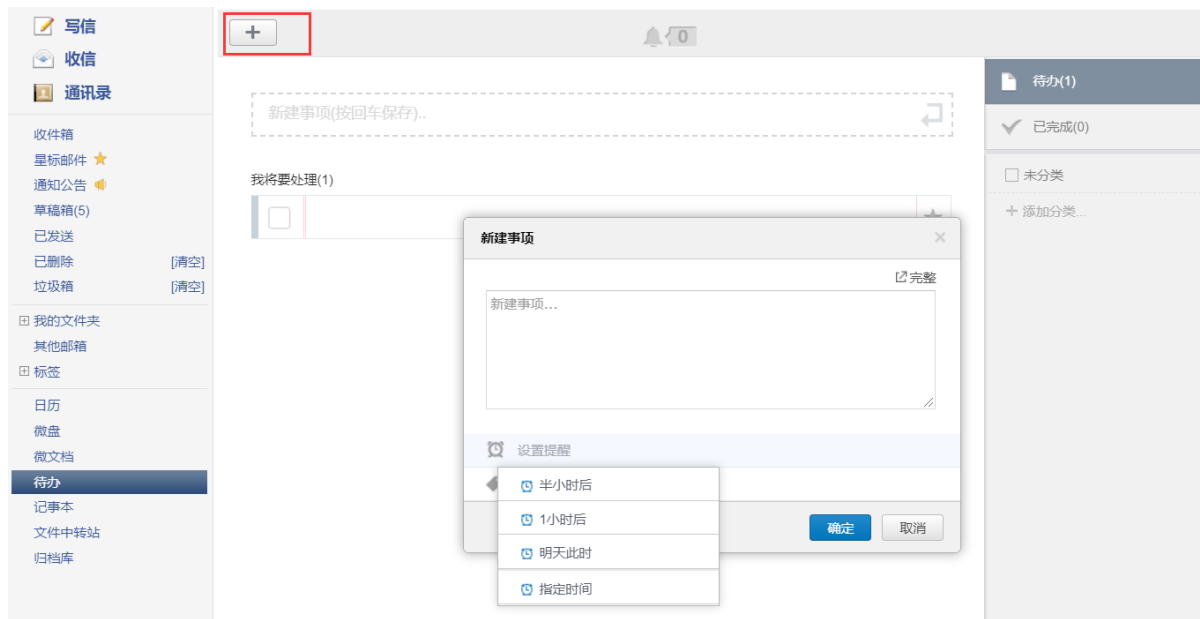 写信
收信
通讯录
收件箱
星标邮件
通知公告
草稿箱(5)
已发送
已删除 [清空]
垃圾箱 [清空]
我的文件夹
其他邮箱
标签
日历
微盘
微文档
待办
记事本
文件中转站
归档库
+
0
新建事项(按回车保存)..
我将要处理(1)
新建事项
×
完整
新建事项...
设置提醒
半小时后
1小时后
明天此时
指定时间
确定 取消
待办(1)
已完成(0)
未分类
+ 添加分类...